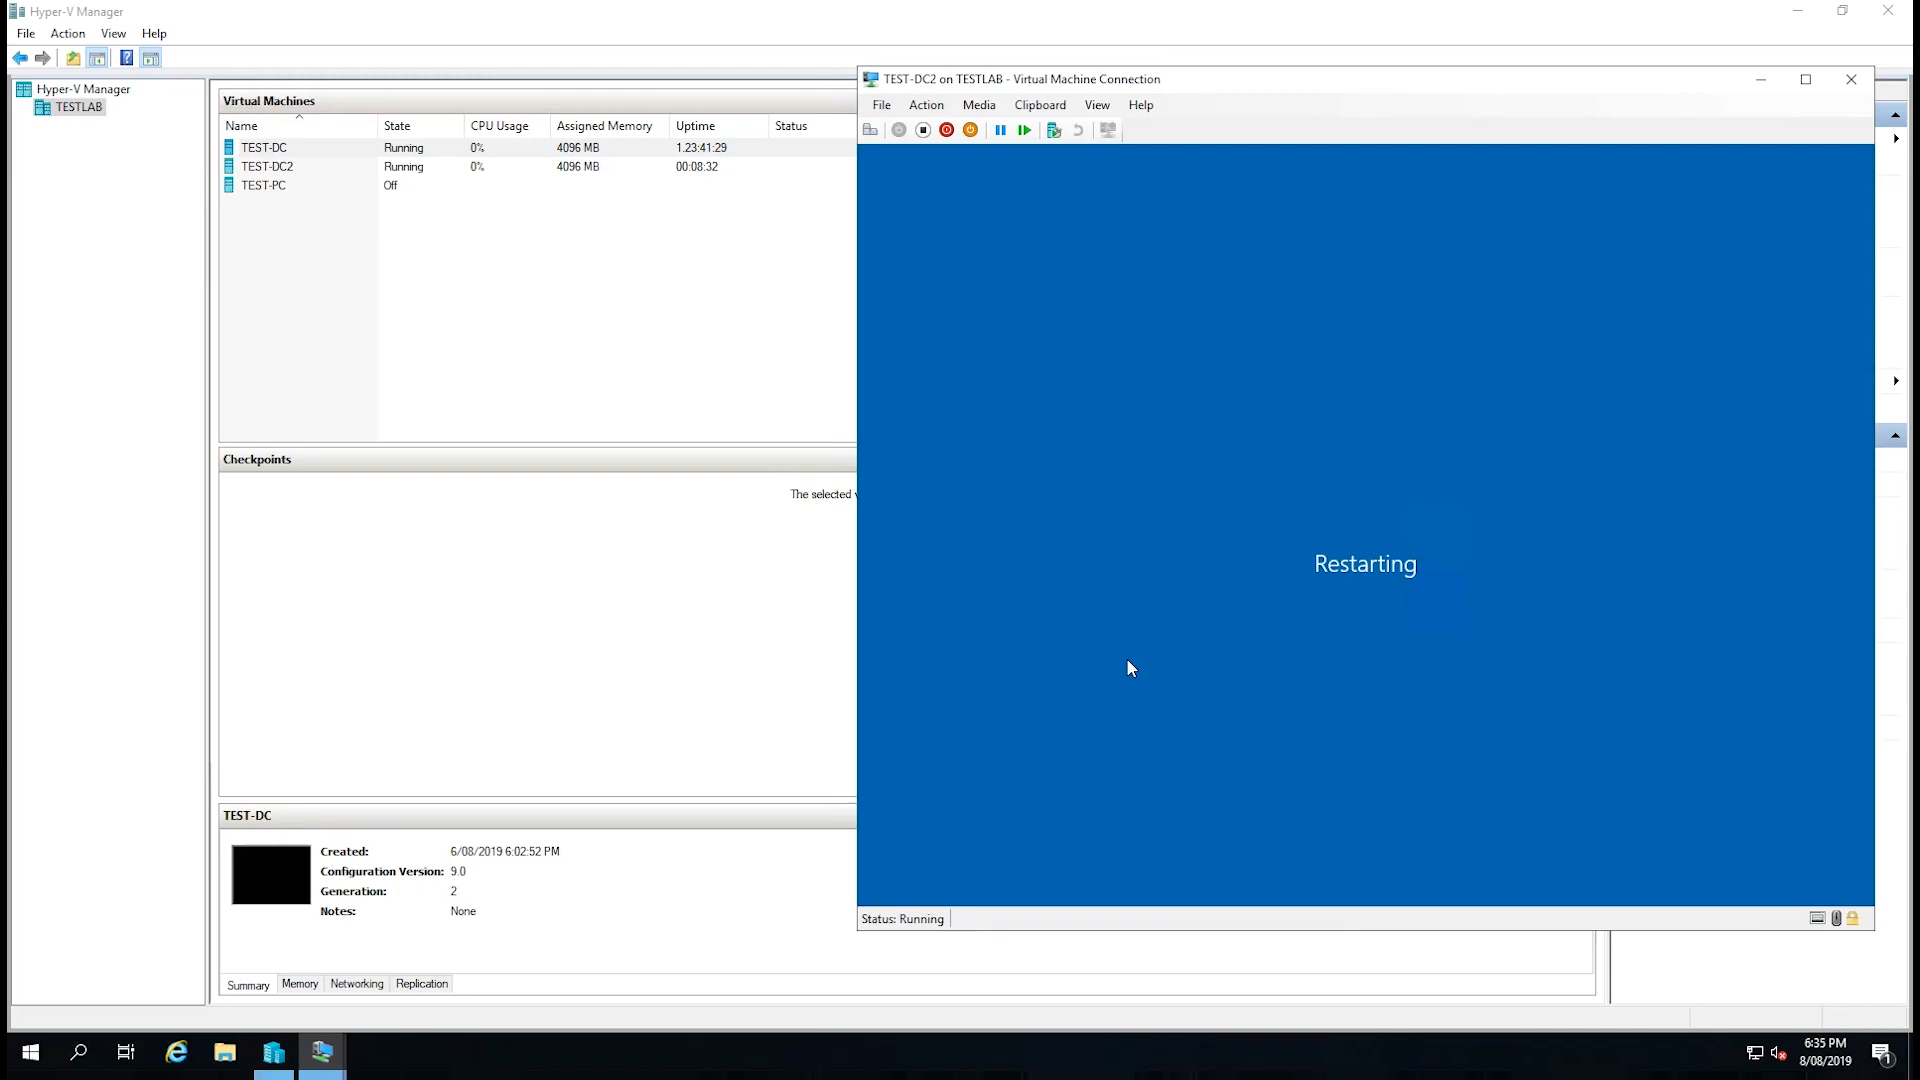 Hyper-V Manager
File Action View Help
Hyper-V Manager
TESTLAB
Virtual Machines
Name State CPU Usage Assigned Memory Uptime Status
TEST-DC Running 0% 4096 MB 1.23:41:29
TEST-DC2 Running 0% 4096 MB 00:08:32
TEST-PC Off
Checkpoints
The selected
TEST-DC
Created: 6/08/2019 6:02:52 PM
Configuration Version: 9.0
Generation: 2
Notes: None
Summary Memory Networking Replication
TEST-DC2 on TESTLAB - Virtual Machine Connection
File Action Media Clipboard View Help
Restarting
Status: Running
6:35 PM
8/08/2019
1